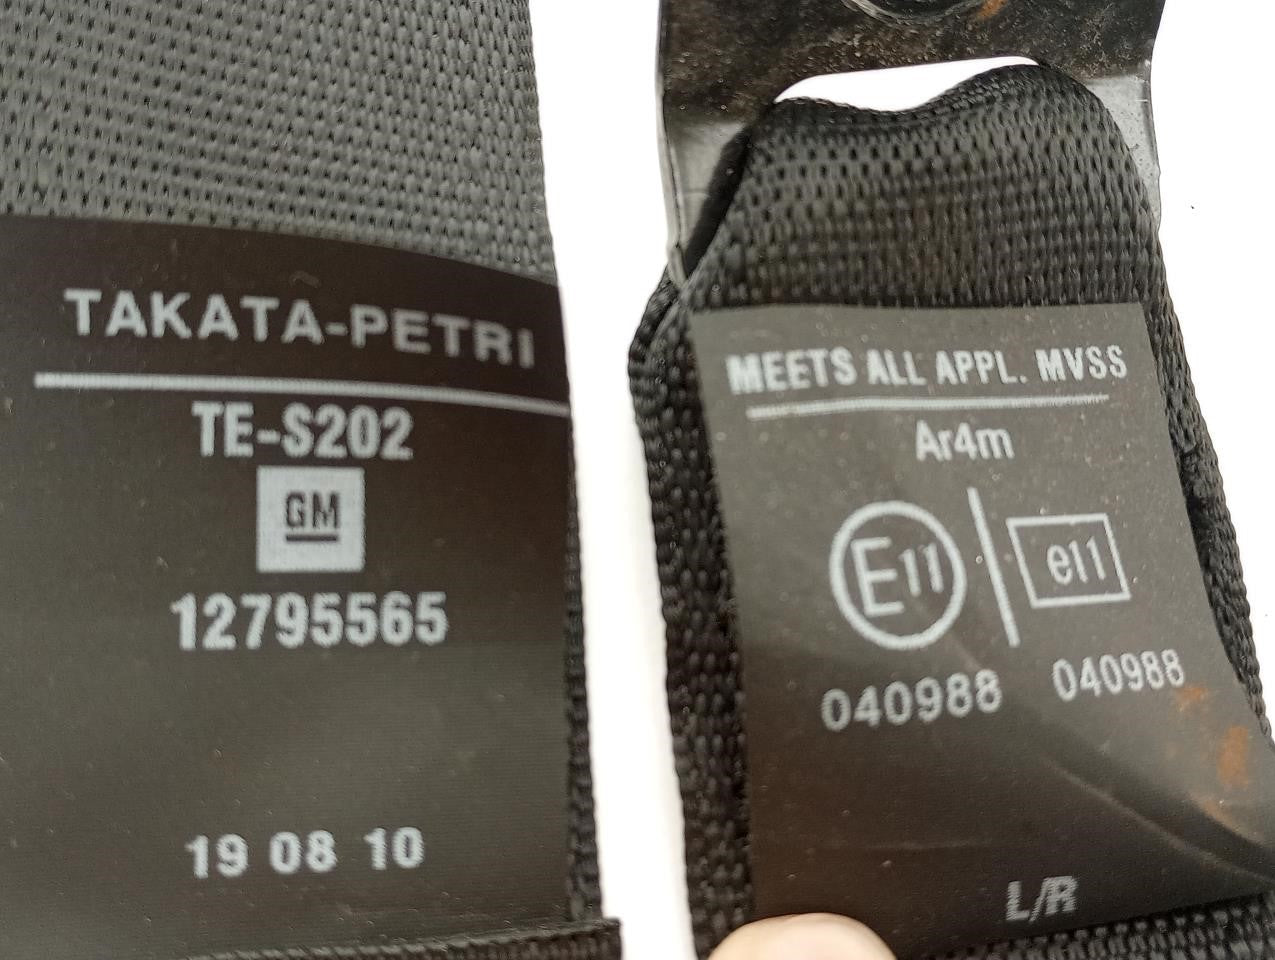 TAKATA-PETRI
TE-S202
GM
12795565
19 08 10
MEETS ALL APPL. MVSS
Ar4m
E11 e11
040988 040988
L/R